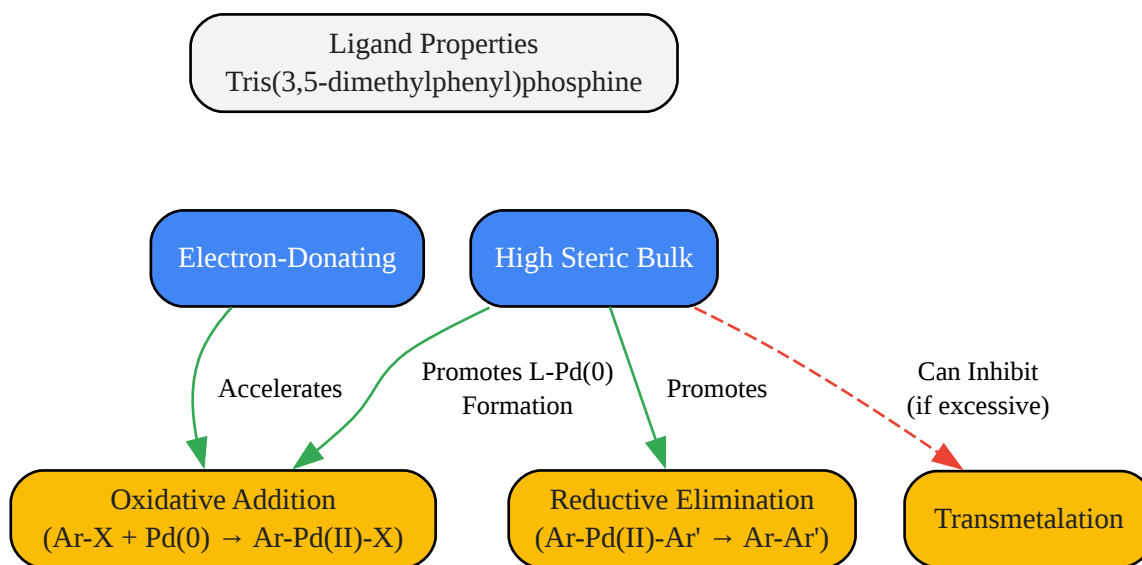 Ligand Properties
Tris(3,5-dimethylphenyl)phosphine
Electron-Donating
High Steric Bulk
Accelerates
Promotes L-Pd(0)
Formation
Promotes
Can Inhibit
(if excessive)
Oxidative Addition
(Ar-X + Pd(0) → Ar-Pd(II)-X)
Reductive Elimination
(Ar-Pd(II)-Ar' → Ar-Ar')
Transmetalation